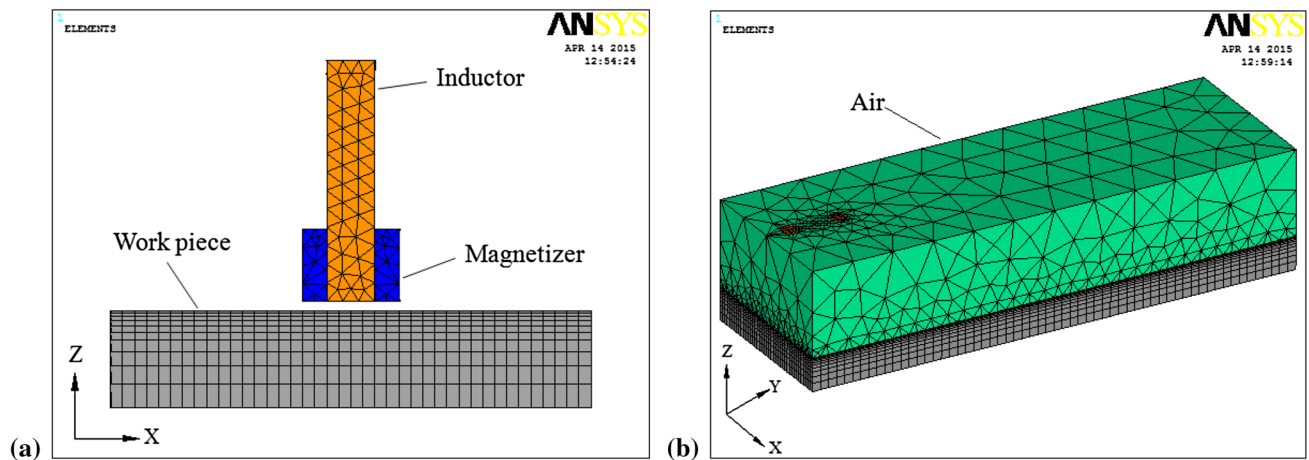 1
ELEMENTS
ANSYS
APR 14 2015
12:54:24
Inductor
Work piece
Magnetizer
Z
X
(a)
1
ELEMENTS
ANSYS
APR 14 2015
12:59:14
Air
Z
Y
X
(b)